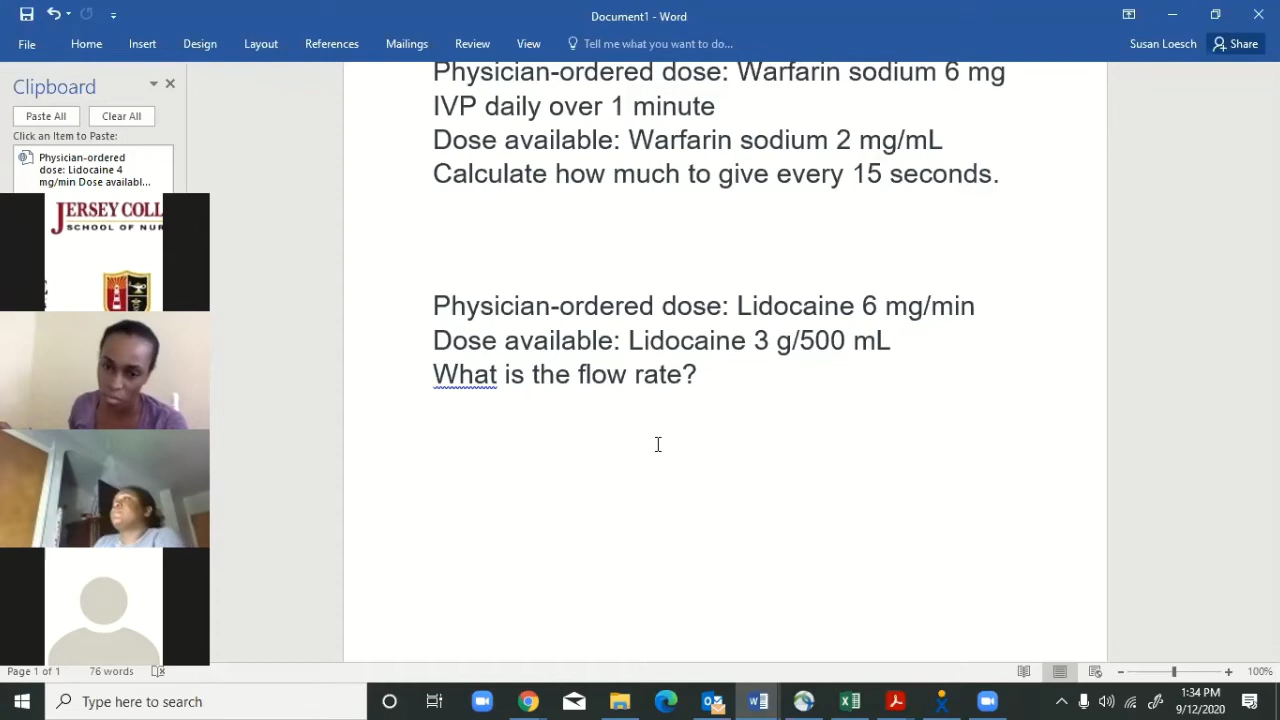 Document1 - Word
File Home Insert Design Layout References Mailings Review View Tell me what you want to do... Susan Loesch Share
Clipboard
Paste All Clear All
Click an Item to Paste:
Physician-ordered
dose: Lidocaine 4
mg/min Dose availabl...
JERSEY COLL
SCHOOL OF NUR
Physician-ordered dose: Warfarin sodium 6 mg
IVP daily over 1 minute
Dose available: Warfarin sodium 2 mg/mL
Calculate how much to give every 15 seconds.
Physician-ordered dose: Lidocaine 6 mg/min
Dose available: Lidocaine 3 g/500 mL
What is the flow rate?
Page 1 of 1 76 words 100%
Type here to search
1:34 PM
9/12/2020